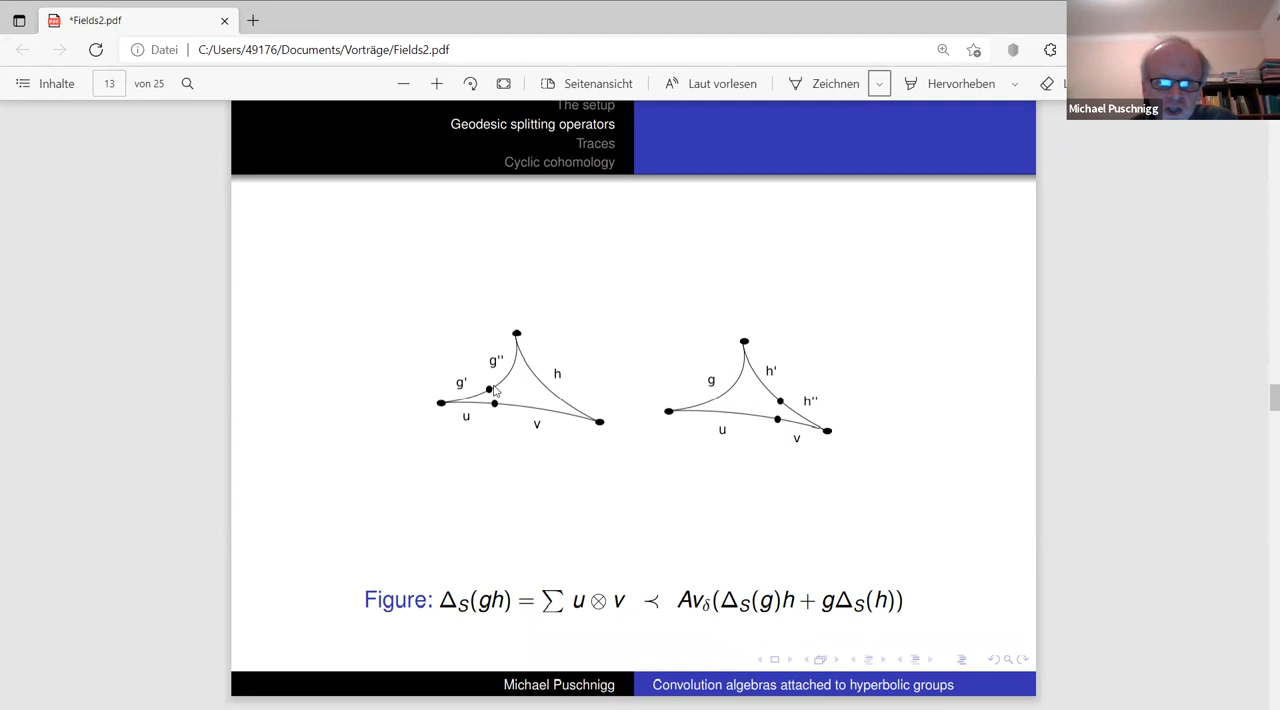 *Fields2.pdf
Datei C:/Users/49176/Documents/Vorträge/Fields2.pdf
Inhalte 13 von 25 Seitenansicht Laut vorlesen Zeichnen Hervorheben
Michael Puschnigg
The setup
Geodesic splitting operators
Traces
Cyclic cohomology
g'' g' h u v
g h' h'' u v
Figure: Δ_S(gh) = ∑ u ⊗ v ≺ Av_δ(Δ_S(g)h + gΔ_S(h))
Michael Puschnigg Convolution algebras attached to hyperbolic groups